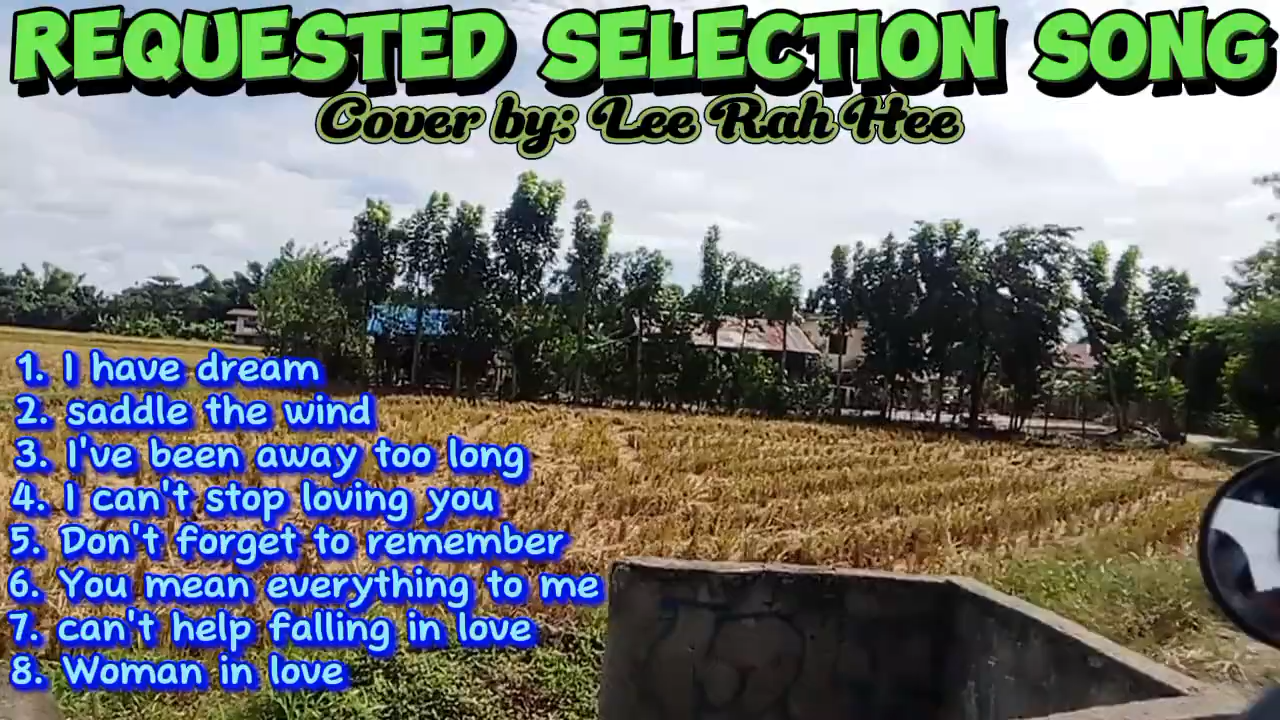 REQUESTED SELECTION SONG
Cover by: Lee Rah Hee
1. I have dream
2. saddle the wind
3. I've been away too long
4. I can't stop loving you
5. Don't forget to remember
6. You mean everything to me
7. can't help falling in love
8. Woman in love